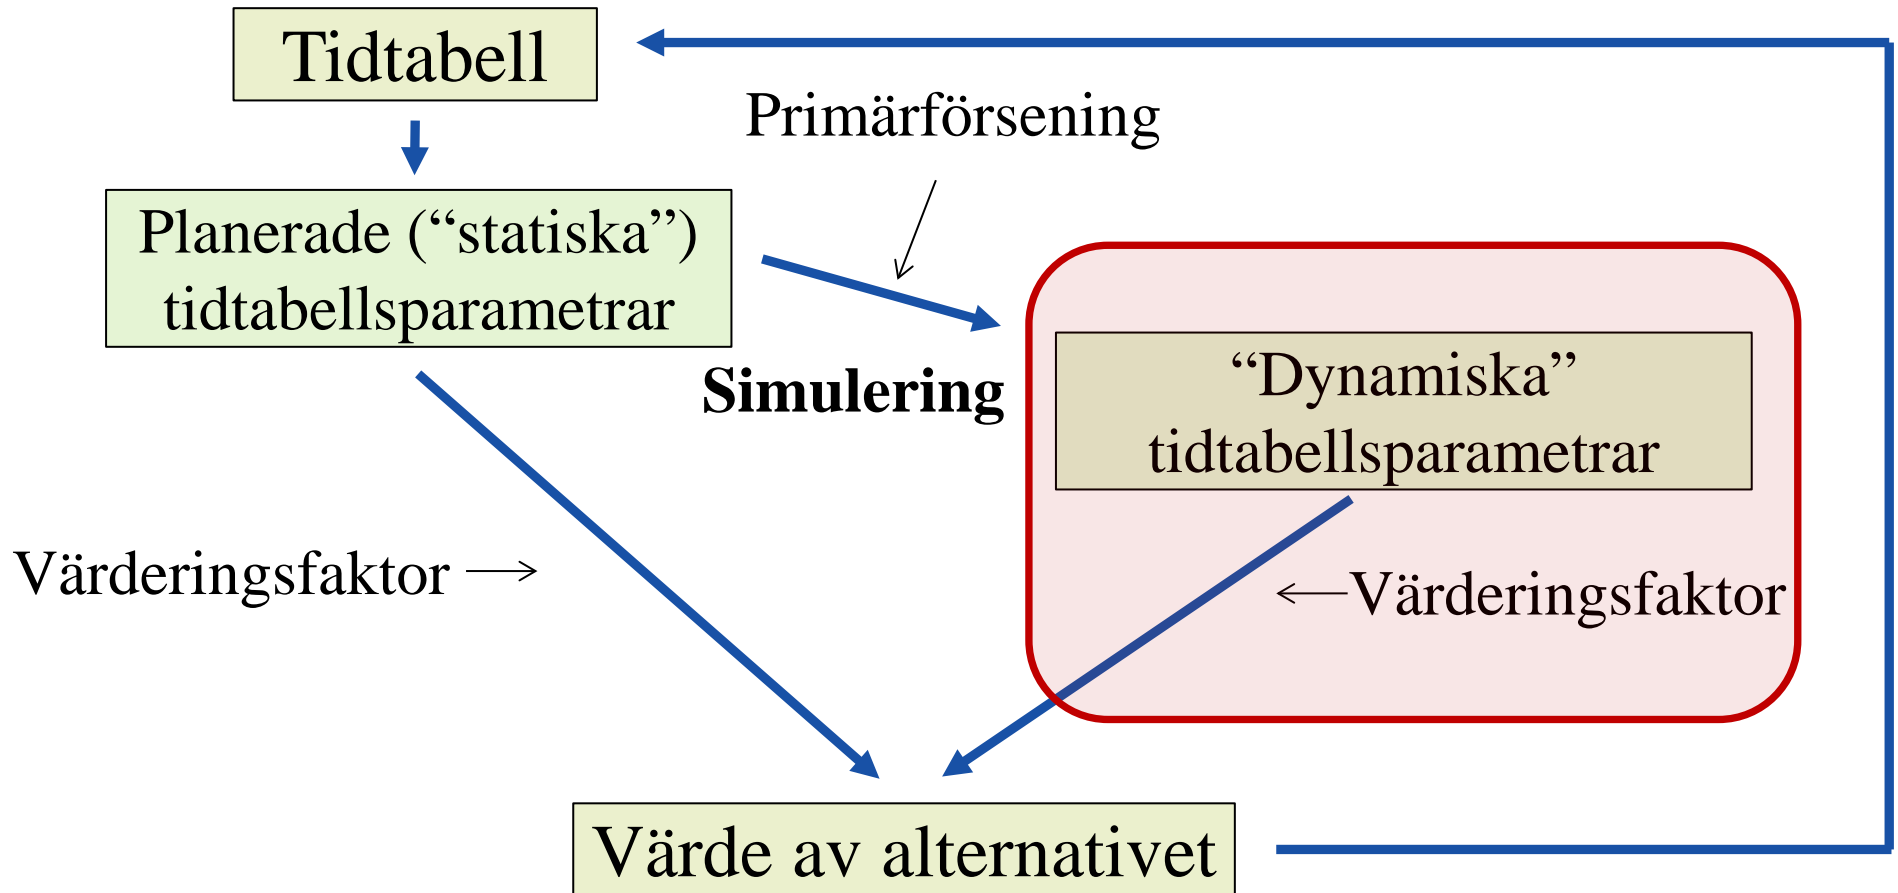 Tidtabell
Primärförsening
Planerade (“statiska”)
tidtabellsparametrar
Simulering
“Dynamiska”
tidtabellsparametrar
Värderingsfaktor
Värderingsfaktor
Värde av alternativet